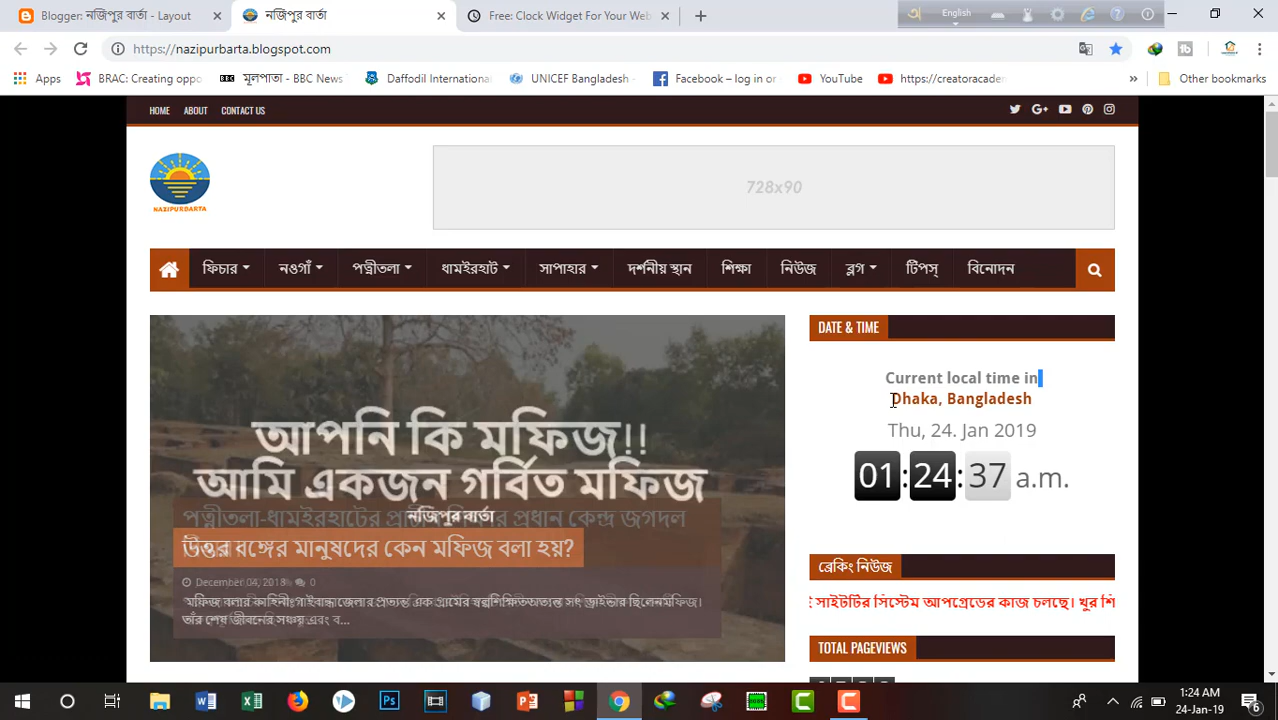 Blogger: নজিপুর বার্তা - Layout
নজিপুর বার্তা
Free: Clock Widget For Your Web
English
https://nazipurbarta.blogspot.com
Apps
BRAC: Creating oppo
মূলপাতা - BBC News
Daffodil International
UNICEF Bangladesh -
Facebook – log in or
YouTube
https://creatoracade
Other bookmarks
HOME ABOUT CONTACT US
NAZIPURBARTA
728x90
ফিচার
নওগাঁ
পত্নীতলা
ধামইরহাট
সাপাহার
দর্শনীয় স্থান
শিক্ষা
নিউজ
ব্লগ
টিপস্
বিনোদন
DATE & TIME
Current local time in
Dhaka, Bangladesh
Thu, 24. Jan 2019
01:24:37 a.m.
আপনি কি মফিজ!!
আমি একজন গর্বিত মফিজ
নজিপুর বার্তা
উত্তর বঙ্গের মানুষদের কেন মফিজ বলা হয়?
December 04, 2018 0
ব্রেকিং নিউজ
সাইটটির সিস্টেম আপগ্রেডের কাজ চলছে। খুব শি
TOTAL PAGEVIEWS
1:24 AM
24-Jan-19
6